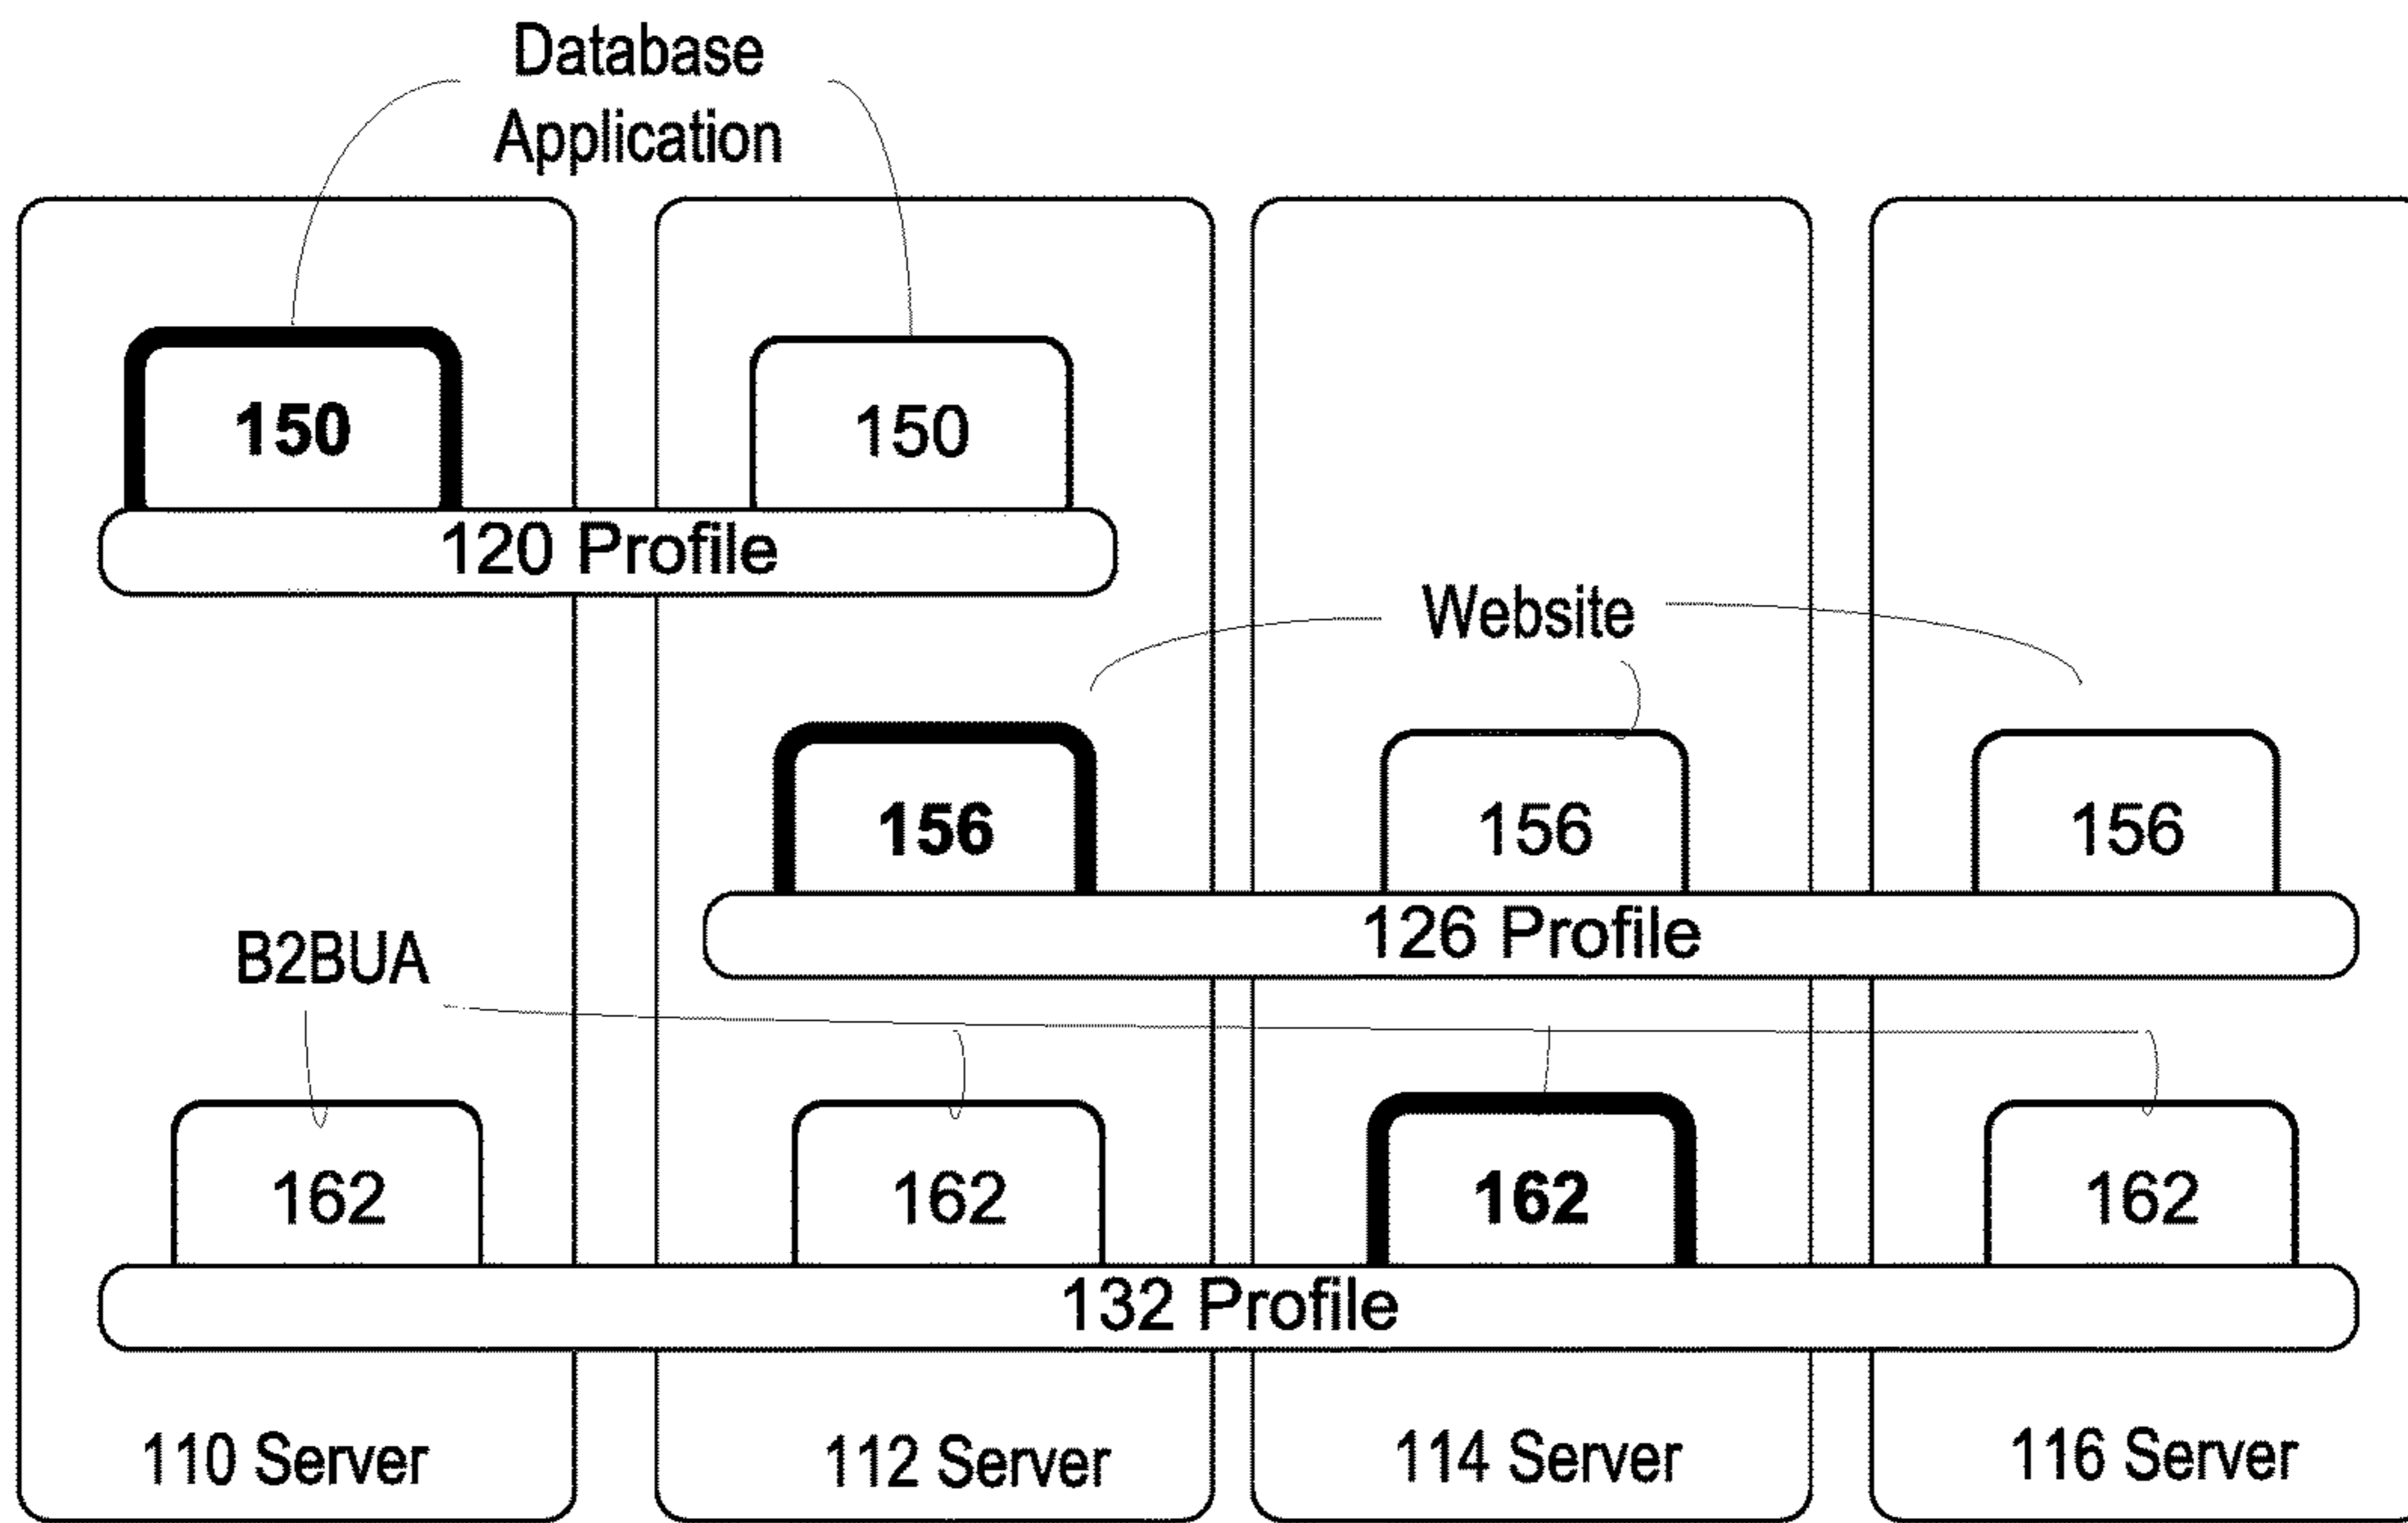 Database
Application
150
150
120 Profile
Website
156
156
156
126 Profile
B2BUA
162
162
162
162
132 Profile
110 Server
112 Server
114 Server
116 Server